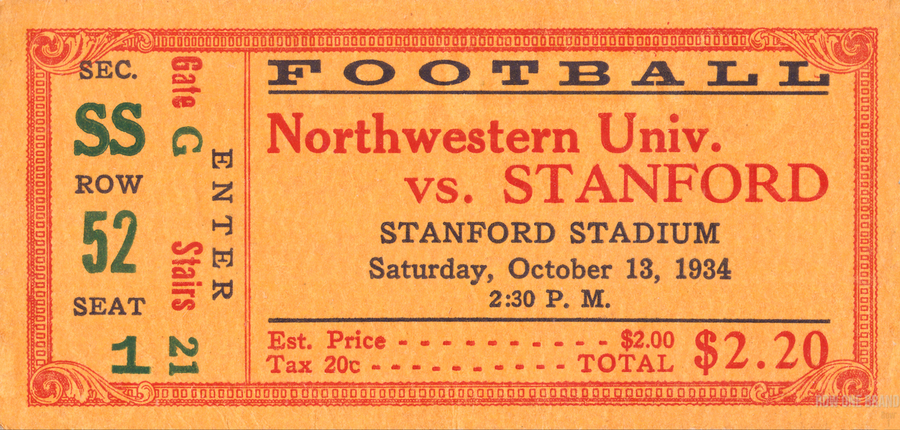 SEC.
SS
ROW
52
SEAT
1
Gate G Stairs 21
ENTER
FOOTBALL
Northwestern Univ.
vs. STANFORD
STANFORD STADIUM
Saturday, October 13, 1934
2:30 P. M.
Est. Price - - - - - - - - - - - $2.00
Tax 20c - - - - - - - - - - TOTAL $2.20